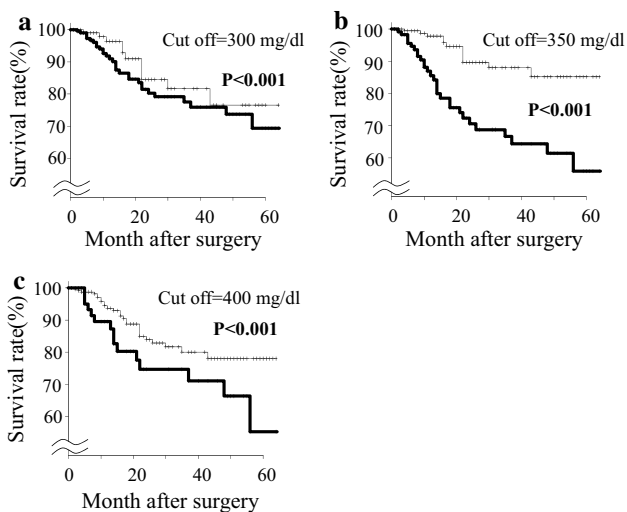 a
Cut off=300 mg/dl
P<0.001
Survival rate(%)
100
90
80
70
60
0 20 40 60
Month after surgery
b
Cut off=350 mg/dl
P<0.001
Survival rate(%)
100
90
80
70
60
0 20 40 60
Month after surgery
c
Cut off=400 mg/dl
P<0.001
Survival rate(%)
100
90
80
70
60
0 20 40 60
Month after surgery